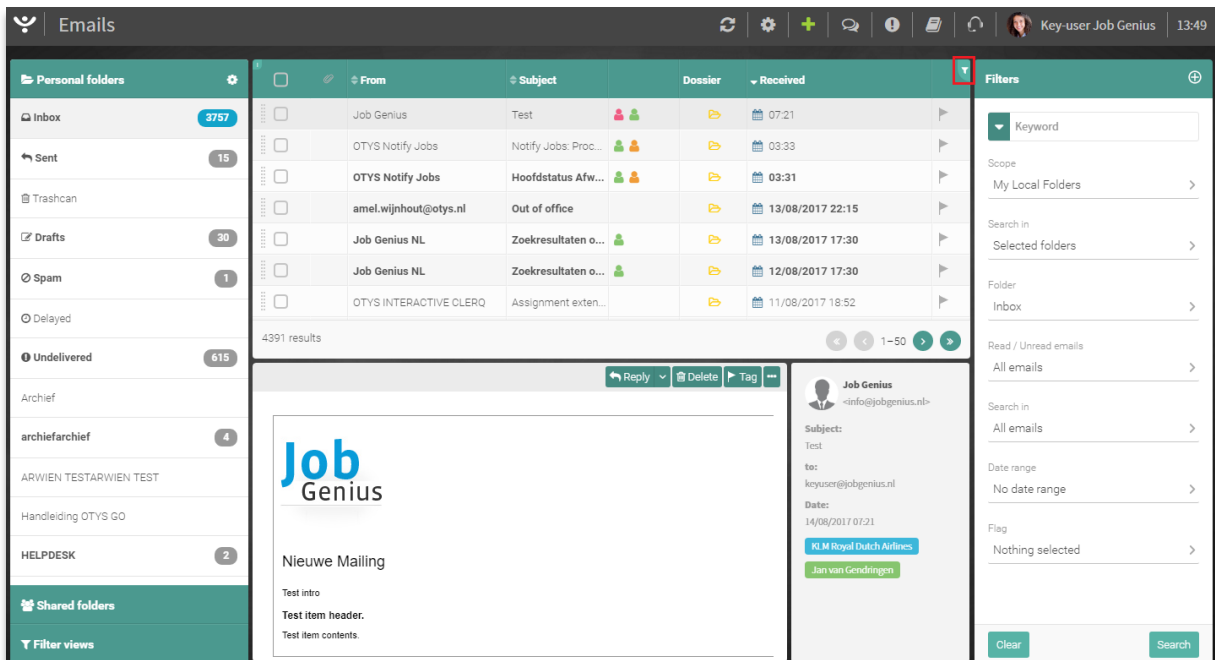 Emails
Key-user Job Genius
13:49
Personal folders
Inbox 3757
Sent 15
Trashcan
Drafts 30
Spam 1
Delayed
Undelivered 615
Archief
archiefarchief 4
ARWIEN TESTARWIEN TEST
Handleiding OTYS GO
HELPDESK 2
Shared folders
Filter views
From Subject Dossier Received
Job Genius Test 07:21
OTYS Notify Jobs Notify Jobs: Proc... 03:33
OTYS Notify Jobs Hoofdstatus Afw... 03:31
amel.wijnhout@otys.nl Out of office 13/08/2017 22:15
Job Genius NL Zoekresultaten o... 13/08/2017 17:30
Job Genius NL Zoekresultaten o... 12/08/2017 17:30
OTYS INTERACTIVE CLERQ Assignment exten... 11/08/2017 18:52
4391 results 1–50
Reply Delete Tag
Job
Genius
Nieuwe Mailing
Test intro
Test item header.
Test item contents.
Job Genius
<info@jobgenius.nl>
Subject:
Test
to:
keyuser@jobgenius.nl
Date:
14/08/2017 07:21
KLM Royal Dutch Airlines
Jan van Gendringen
Filters
Keyword
Scope
My Local Folders
Search in
Selected folders
Folder
Inbox
Read / Unread emails
All emails
Search in
All emails
Date range
No date range
Flag
Nothing selected
Clear Search